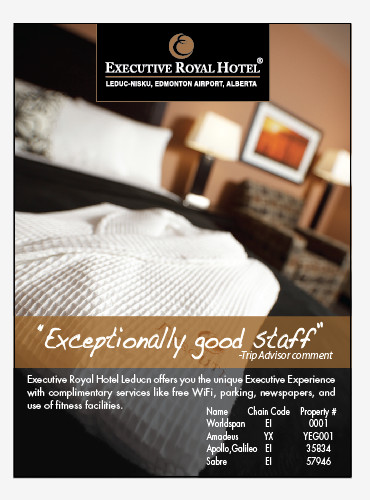 EXECUTIVE ROYAL HOTEL®
LEDUC-NISKU, EDMONTON AIRPORT, ALBERTA
"Exceptionally good staff"
-Trip Advisor comment
Executive Royal Hotel Leducn offers you the unique Executive Experience
with complimentary services like free WiFi, parking, newspapers, and
use of fitness facilities.
Name Chain Code Property #
Worldspan EI 0001
Amadeus YX YEG001
Apollo,Galileo EI 35834
Sabre EI 57946